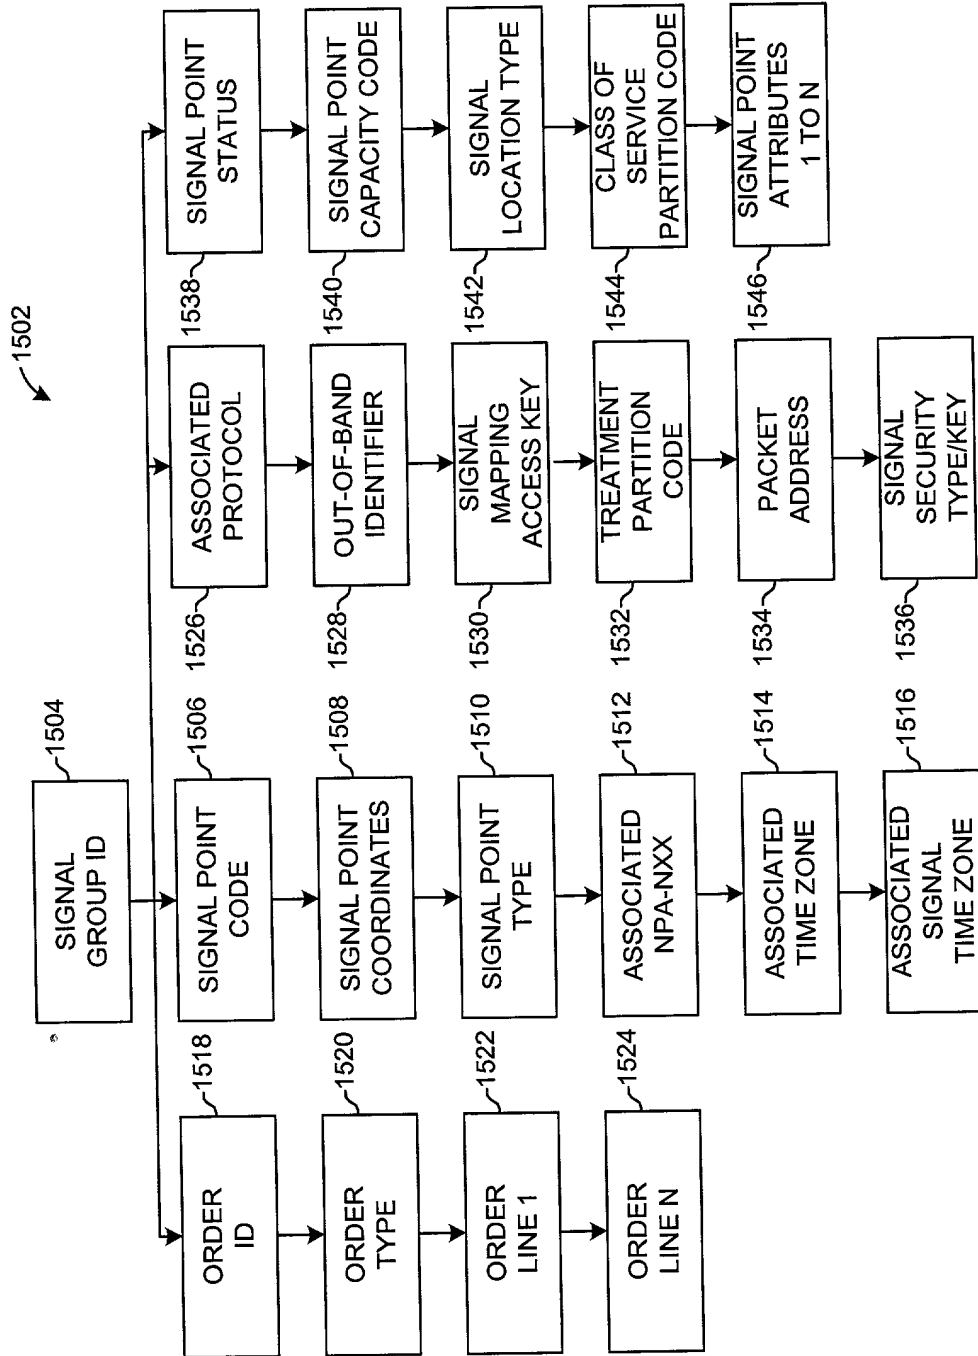 1502
SIGNAL
GROUP ID
1504
ORDER
ID
1518
ORDER
TYPE
1520
ORDER
LINE 1
1522
ORDER
LINE N
1524
SIGNAL POINT
CODE
1506
SIGNAL POINT
COORDINATES
1508
SIGNAL POINT
TYPE
1510
ASSOCIATED
NPA-NXX
1512
ASSOCIATED
TIME ZONE
1514
ASSOCIATED
SIGNAL
TIME ZONE
1516
ASSOCIATED
PROTOCOL
1526
OUT-OF-BAND
IDENTIFIER
1528
SIGNAL
MAPPING
ACCESS KEY
1530
TREATMENT
PARTITION
CODE
1532
PACKET
ADDRESS
1534
SIGNAL
SECURITY
TYPE/KEY
1536
SIGNAL POINT
STATUS
1538
SIGNAL POINT
CAPACITY CODE
1540
SIGNAL
LOCATION TYPE
1542
CLASS OF
SERVICE
PARTITION CODE
1544
SIGNAL POINT
ATTRIBUTES
1 TO N
1546